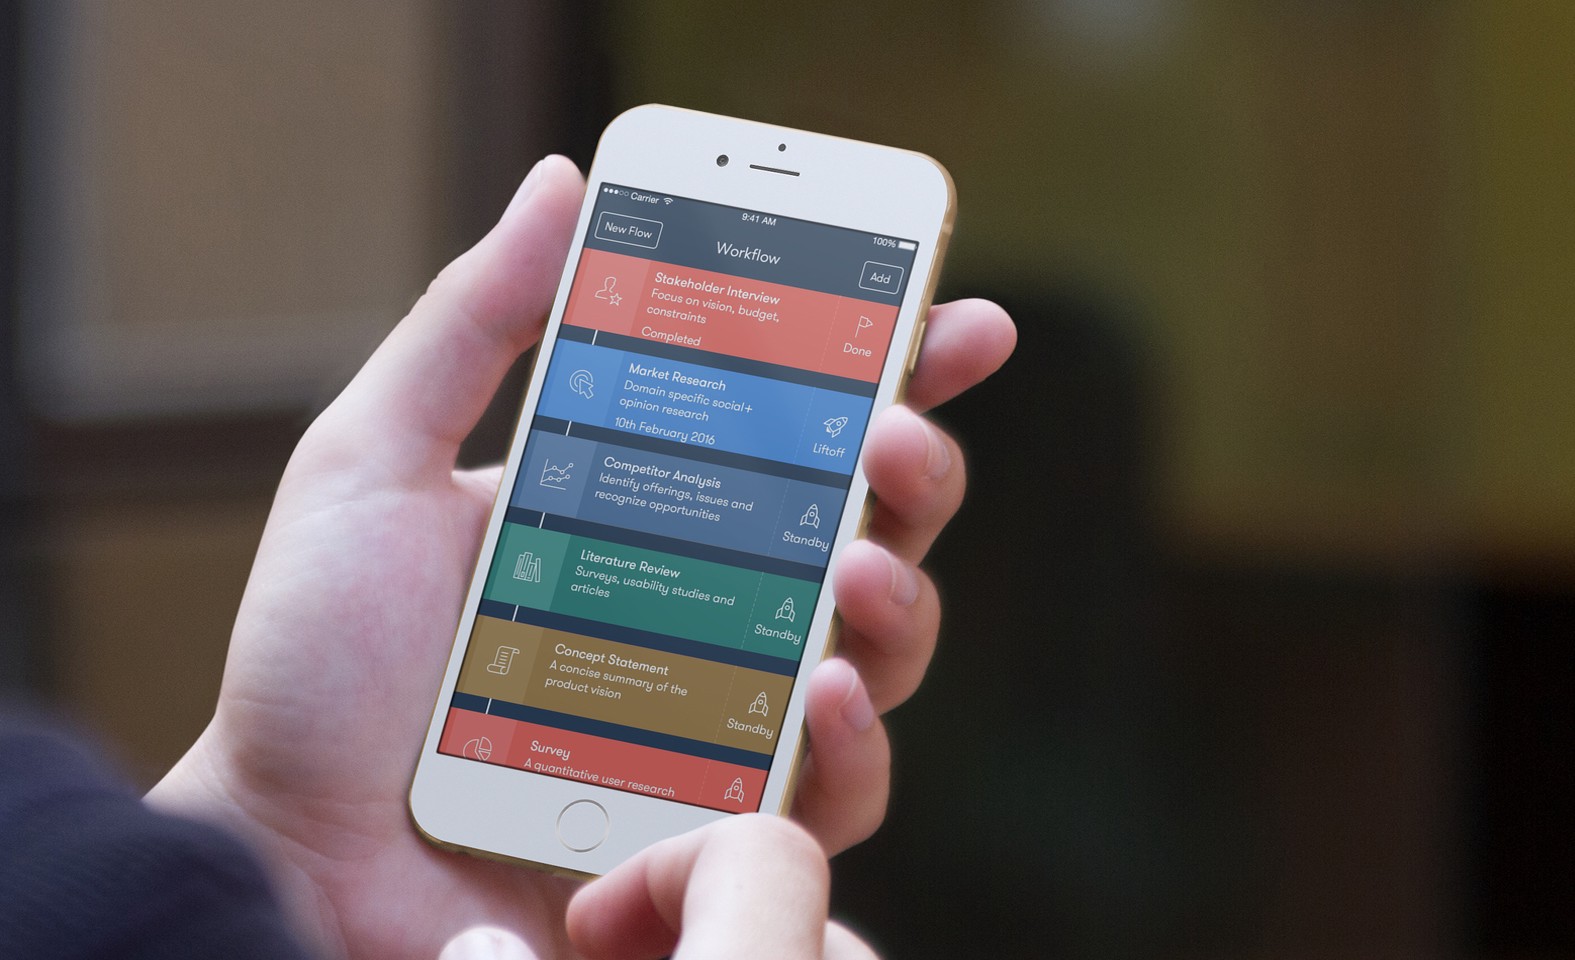 Carrier
9:41 AM
100%
New Flow
Workflow
Add
Stakeholder Interview
Focus on vision, budget,
constraints
Completed
Done
Market Research
Domain specific social+
opinion research
10th February 2016
Liftoff
Competitor Analysis
Identify offerings, issues and
recognize opportunities
Standby
Literature Review
Surveys, usability studies and
articles
Standby
Concept Statement
A concise summary of the
product vision
Standby
Survey
A quantitative user research